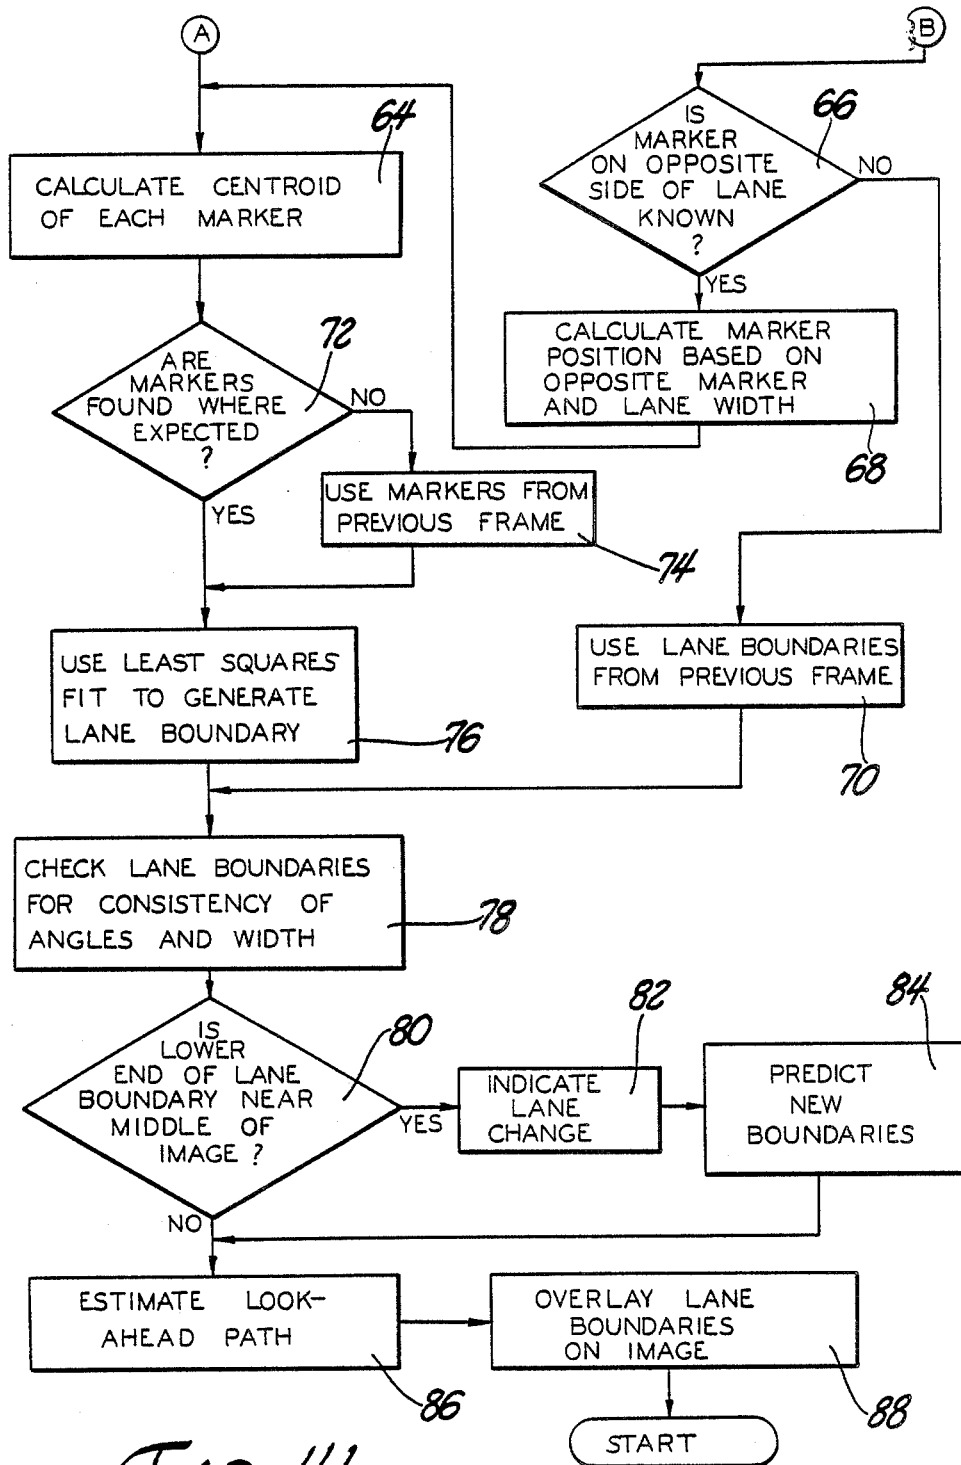 A
B
64
CALCULATE CENTROID
OF EACH MARKER
66
IS
MARKER
ON OPPOSITE
SIDE OF LANE
KNOWN
?
NO
YES
CALCULATE MARKER
POSITION BASED ON
OPPOSITE MARKER
AND LANE WIDTH
68
72
ARE
MARKERS
FOUND WHERE
EXPECTED
?
NO
YES
USE MARKERS FROM
PREVIOUS FRAME
74
USE LEAST SQUARES
FIT TO GENERATE
LANE BOUNDARY
76
USE LANE BOUNDARIES
FROM PREVIOUS FRAME
70
CHECK LANE BOUNDARIES
FOR CONSISTENCY OF
ANGLES AND WIDTH
78
IS
LOWER
END OF LANE
BOUNDARY NEAR
MIDDLE OF
IMAGE ?
80
YES
NO
INDICATE
LANE
CHANGE
82
PREDICT
NEW
BOUNDARIES
84
ESTIMATE LOOK-
AHEAD PATH
86
OVERLAY LANE
BOUNDARIES
ON IMAGE
88
START